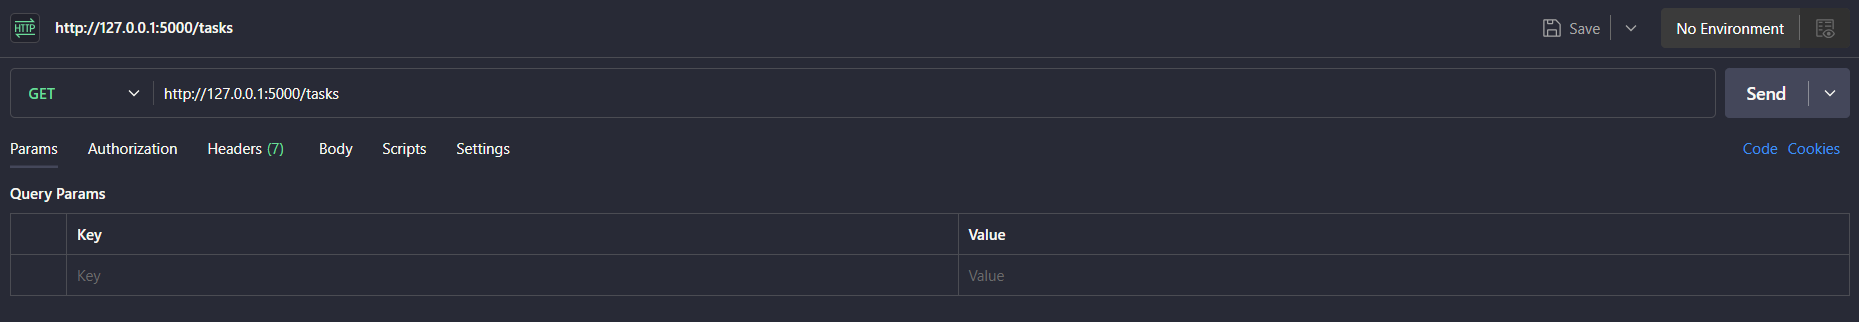 HTTP http://127.0.0.1:5000/tasks Save No Environment
GET http://127.0.0.1:5000/tasks Send
Params Authorization Headers (7) Body Scripts Settings Code Cookies
Query Params
Key Value
Key Value